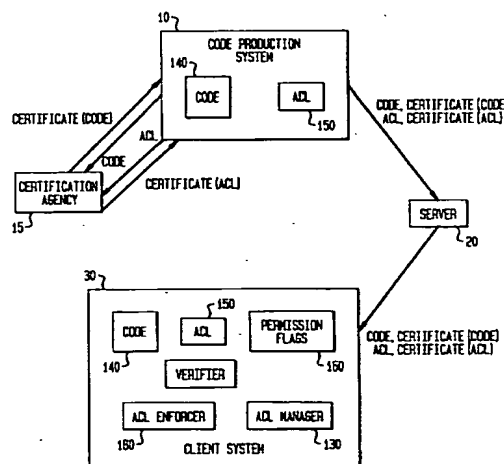 10
CODE PRODUCTION
SYSTEM
140
CODE
ACL
150
CERTIFICATE (CODE)
ACL
CODE
CERTIFICATE (ACL)
CODE, CERTIFICATE (CODE)
ACL, CERTIFICATE (ACL)
CERTIFICATION
AGENCY
15
SERVER
20
30
CODE
140
150
ACL
PERMISSION
FLAGS
160
VERIFIER
CODE, CERTIFICATE (CODE)
ACL, CERTIFICATE (ACL)
ACL ENFORCER
160
ACL MANAGER
130
CLIENT SYSTEM